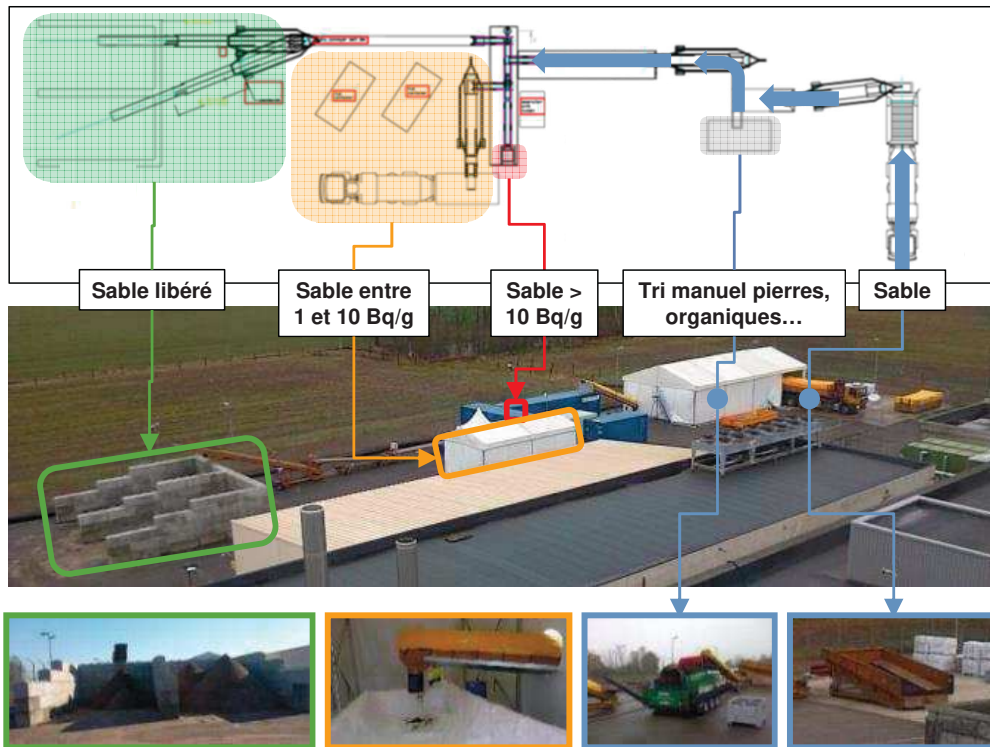 Sable libéré
Sable entre
1 et 10 Bq/g
Sable >
10 Bq/g
Tri manuel pierres,
organiques…
Sable